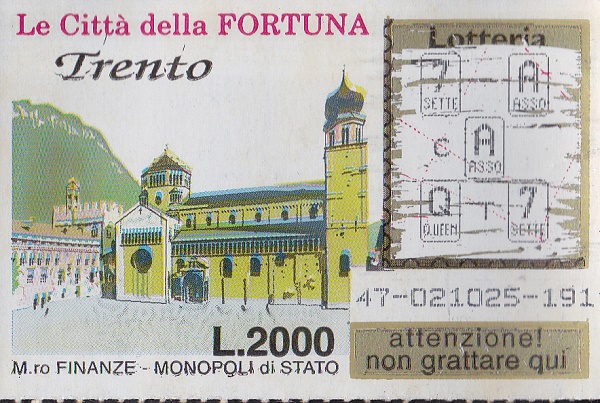 Le Città della FORTUNA
Trento
Lotteria
7 A
SETTE ASSO
C A
ASSO
Q T 7
QUEEN SETTE
47-021025-191
L.2000
attenzione!
non grattare qui
M.ro FINANZE - MONOPOLI di STATO